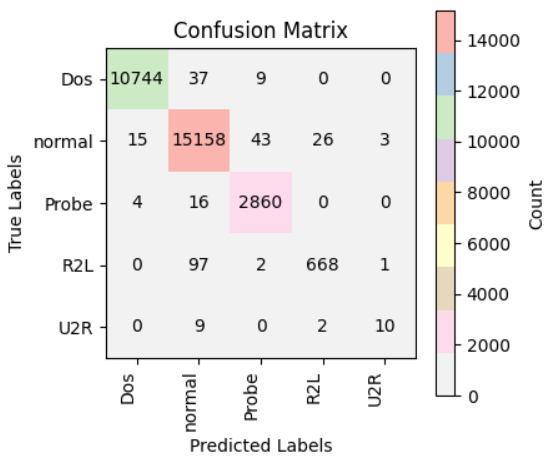 Confusion Matrix
True Labels
Dos 10744 37 9 0 0
normal 15 15158 43 26 3
Probe 4 16 2860 0 0
R2L 0 97 2 668 1
U2R 0 9 0 2 10
Dos normal Probe R2L U2R
Predicted Labels
14000
12000
10000
8000
6000
4000
2000
0
Count